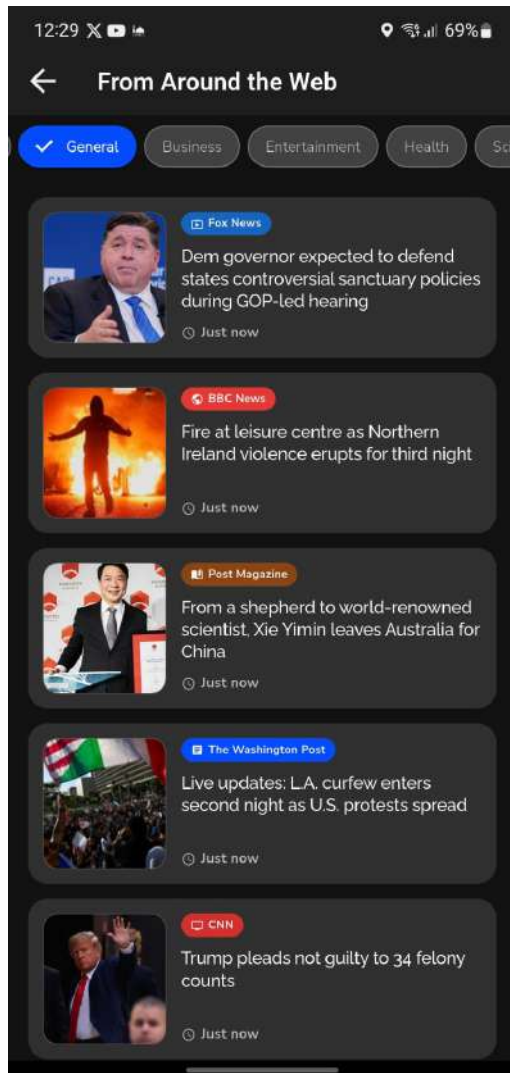 12:29
69%
From Around the Web
General
Business
Entertainment
Health
Sc
Fox News
Dem governor expected to defend
states controversial sanctuary policies
during GOP-led hearing
Just now
BBC News
Fire at leisure centre as Northern
Ireland violence erupts for third night
Just now
Post Magazine
From a shepherd to world-renowned
scientist, Xie Yimin leaves Australia for
China
Just now
The Washington Post
Live updates: L.A. curfew enters
second night as U.S. protests spread
Just now
CNN
Trump pleads not guilty to 34 felony
counts
Just now